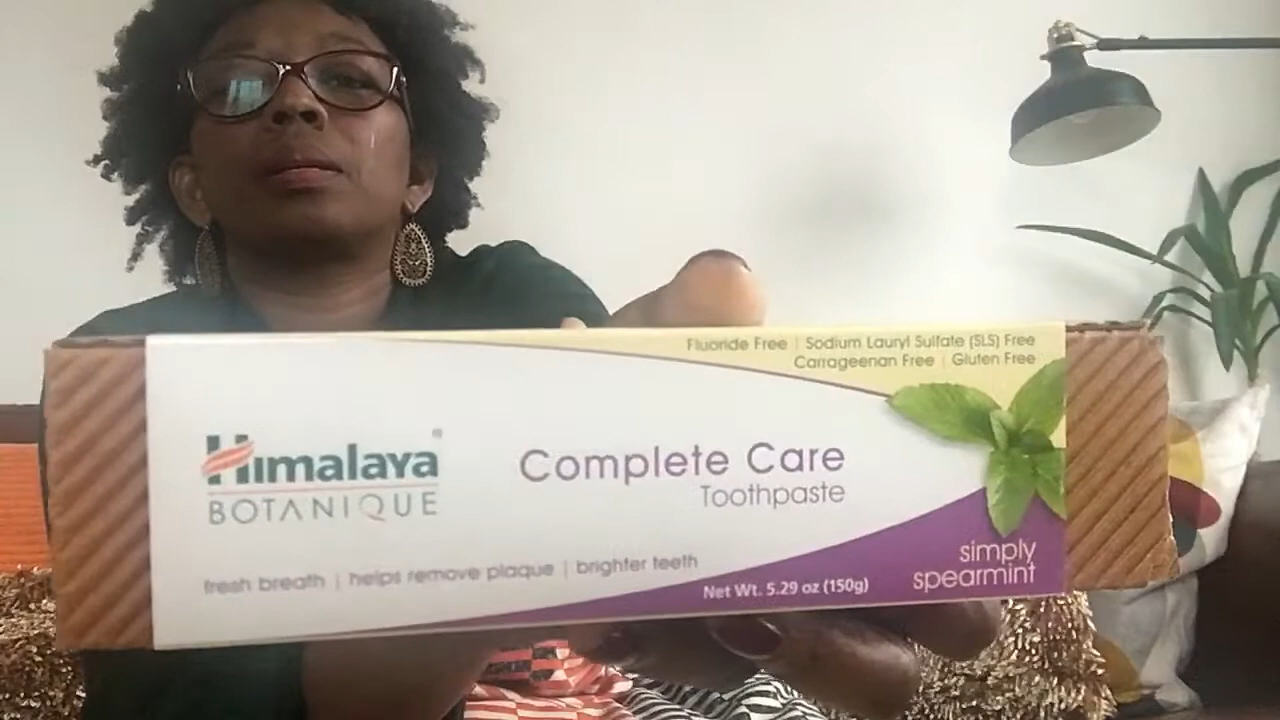 Fluoride Free | Sodium Lauryl Sulfate (SLS) Free
Carrageenan Free | Gluten Free
Himalaya®
BOTANIQUE
Complete Care
Toothpaste
fresh breath | helps remove plaque | brighter teeth
Net Wt. 5.29 oz (150g)
simply
spearmint